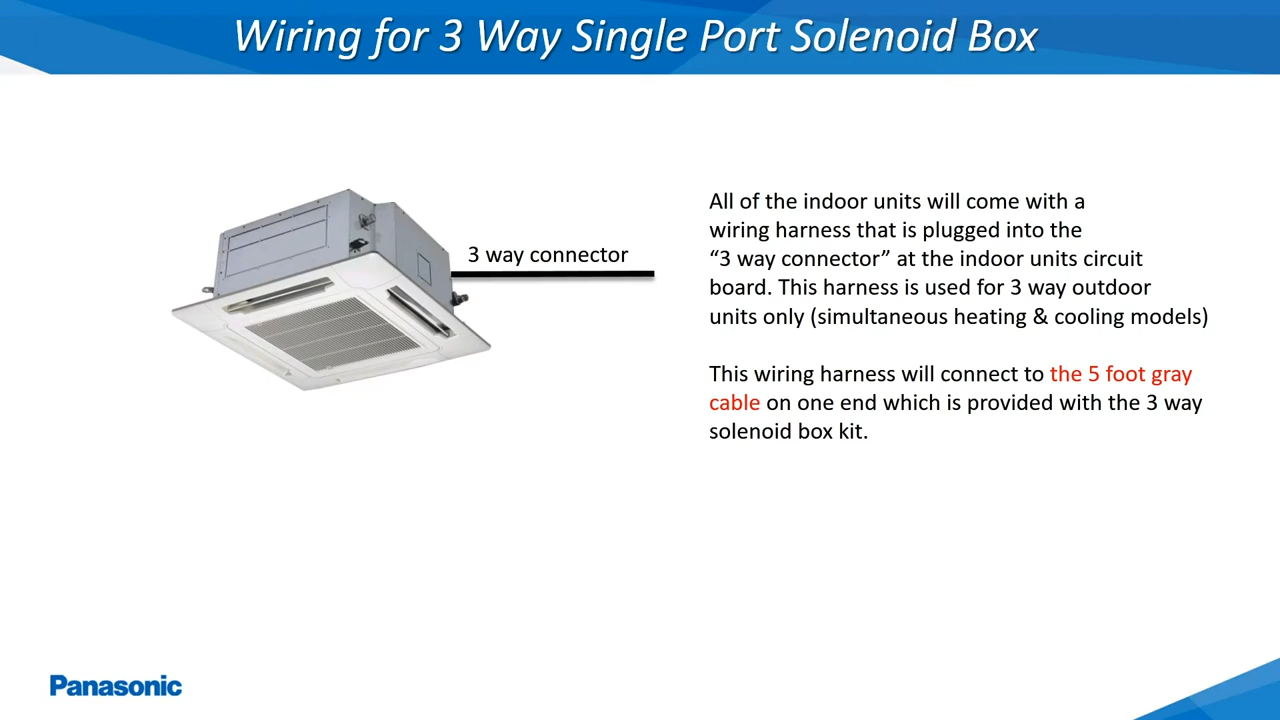 Wiring for 3 Way Single Port Solenoid Box
3 way connector
All of the indoor units will come with a
wiring harness that is plugged into the
“3 way connector” at the indoor units circuit
board. This harness is used for 3 way outdoor
units only (simultaneous heating & cooling models)
This wiring harness will connect to the 5 foot gray
cable on one end which is provided with the 3 way
solenoid box kit.
Panasonic